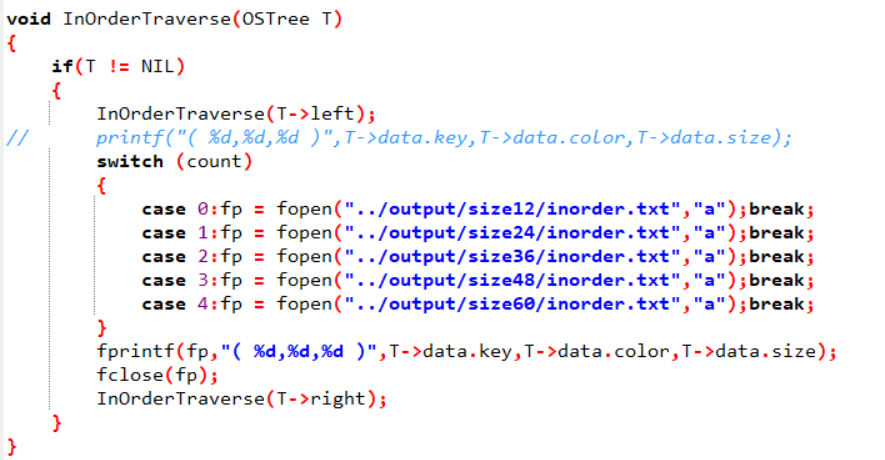 void InOrderTraverse(OSTree T)
{
    if(T != NIL)
    {
        InOrderTraverse(T->left);
//      printf("( %d,%d,%d )",T->data.key,T->data.color,T->data.size);
        switch (count)
        {
            case 0:fp = fopen("../output/size12/inorder.txt","a");break;
            case 1:fp = fopen("../output/size24/inorder.txt","a");break;
            case 2:fp = fopen("../output/size36/inorder.txt","a");break;
            case 3:fp = fopen("../output/size48/inorder.txt","a");break;
            case 4:fp = fopen("../output/size60/inorder.txt","a");break;
        }
        fprintf(fp,"( %d,%d,%d )",T->data.key,T->data.color,T->data.size);
        fclose(fp);
        InOrderTraverse(T->right);
    }
}